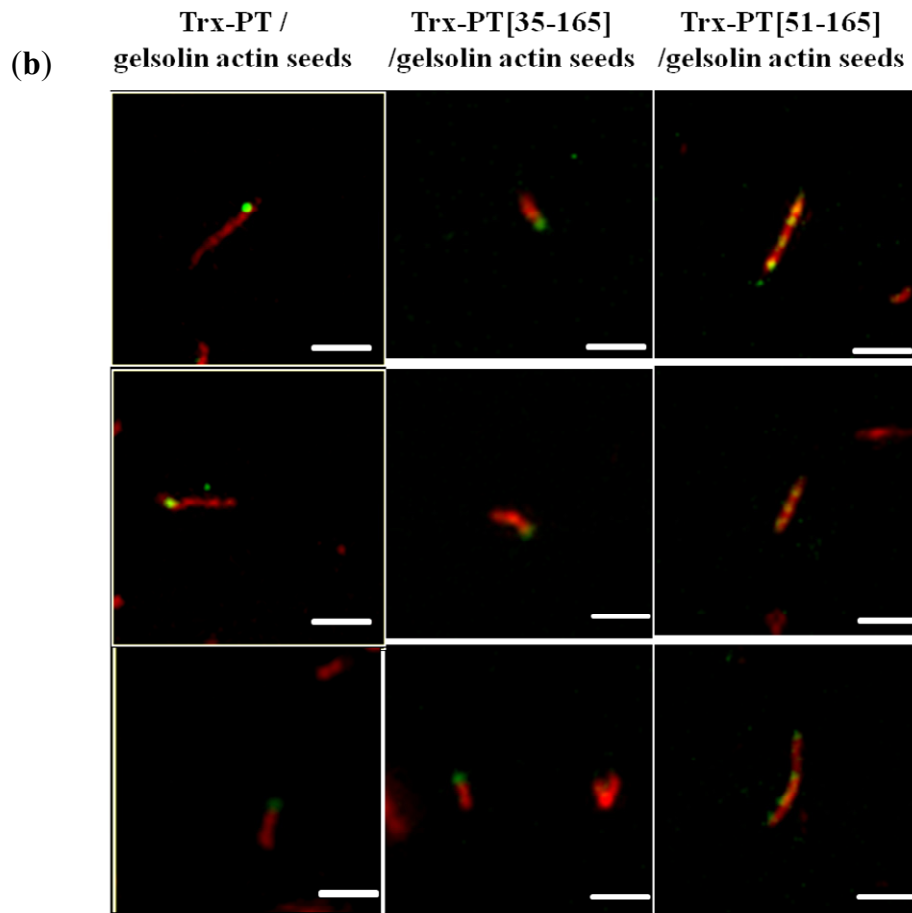 (b)
Trx-PT /
gelsolin actin seeds
Trx-PT[35-165]
/gelsolin actin seeds
Trx-PT[51-165]
/gelsolin actin seeds